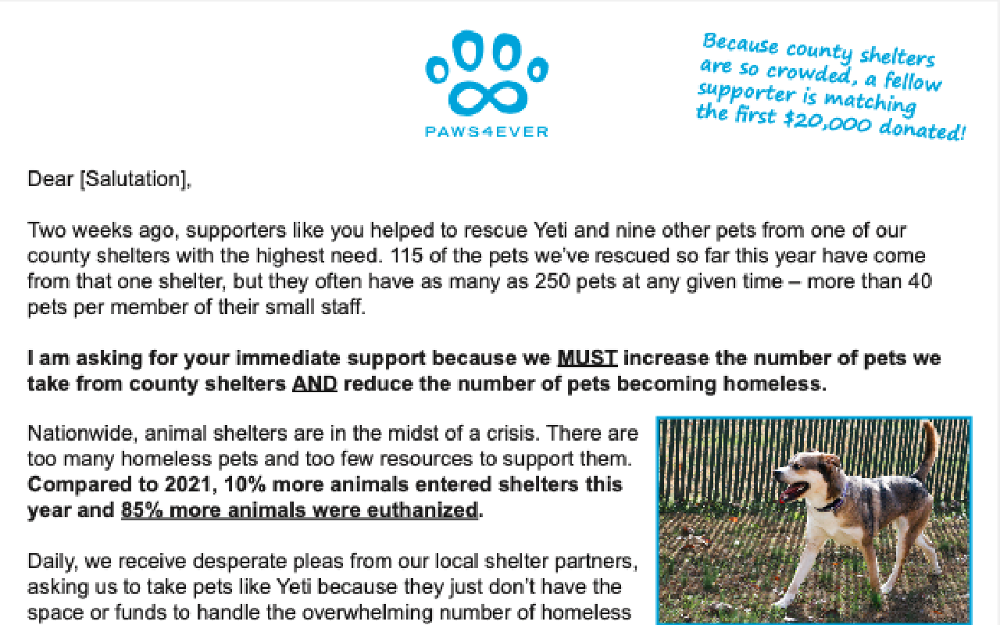 PAWS4EVER
Because county shelters
are so crowded, a fellow
supporter is matching
the first $20,000 donated!
Dear [Salutation],
Two weeks ago, supporters like you helped to rescue Yeti and nine other pets from one of our
county shelters with the highest need. 115 of the pets we've rescued so far this year have come
from that one shelter, but they often have as many as 250 pets at any given time – more than 40
pets per member of their small staff.
I am asking for your immediate support because we MUST increase the number of pets we
take from county shelters AND reduce the number of pets becoming homeless.
Nationwide, animal shelters are in the midst of a crisis. There are
too many homeless pets and too few resources to support them.
Compared to 2021, 10% more animals entered shelters this
year and 85% more animals were euthanized.
Daily, we receive desperate pleas from our local shelter partners,
asking us to take pets like Yeti because they just don't have the
space or funds to handle the overwhelming number of homeless